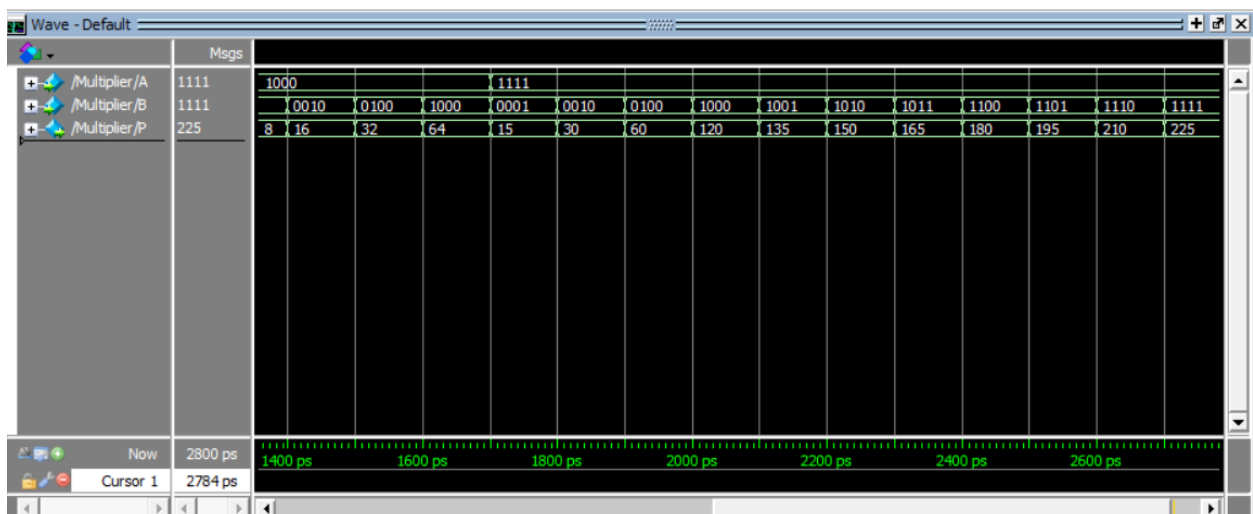 Wave - Default
Msgs
/Multiplier/A 1111 1000 1111
/Multiplier/B 1111 0010 0100 1000 0001 0010 0100 1000 1001 1010 1011 1100 1101 1110 1111
/Multiplier/P 225 8 16 32 64 15 30 60 120 135 150 165 180 195 210 225
Now 2800 ps 1400 ps 1600 ps 1800 ps 2000 ps 2200 ps 2400 ps 2600 ps
Cursor 1 2784 ps